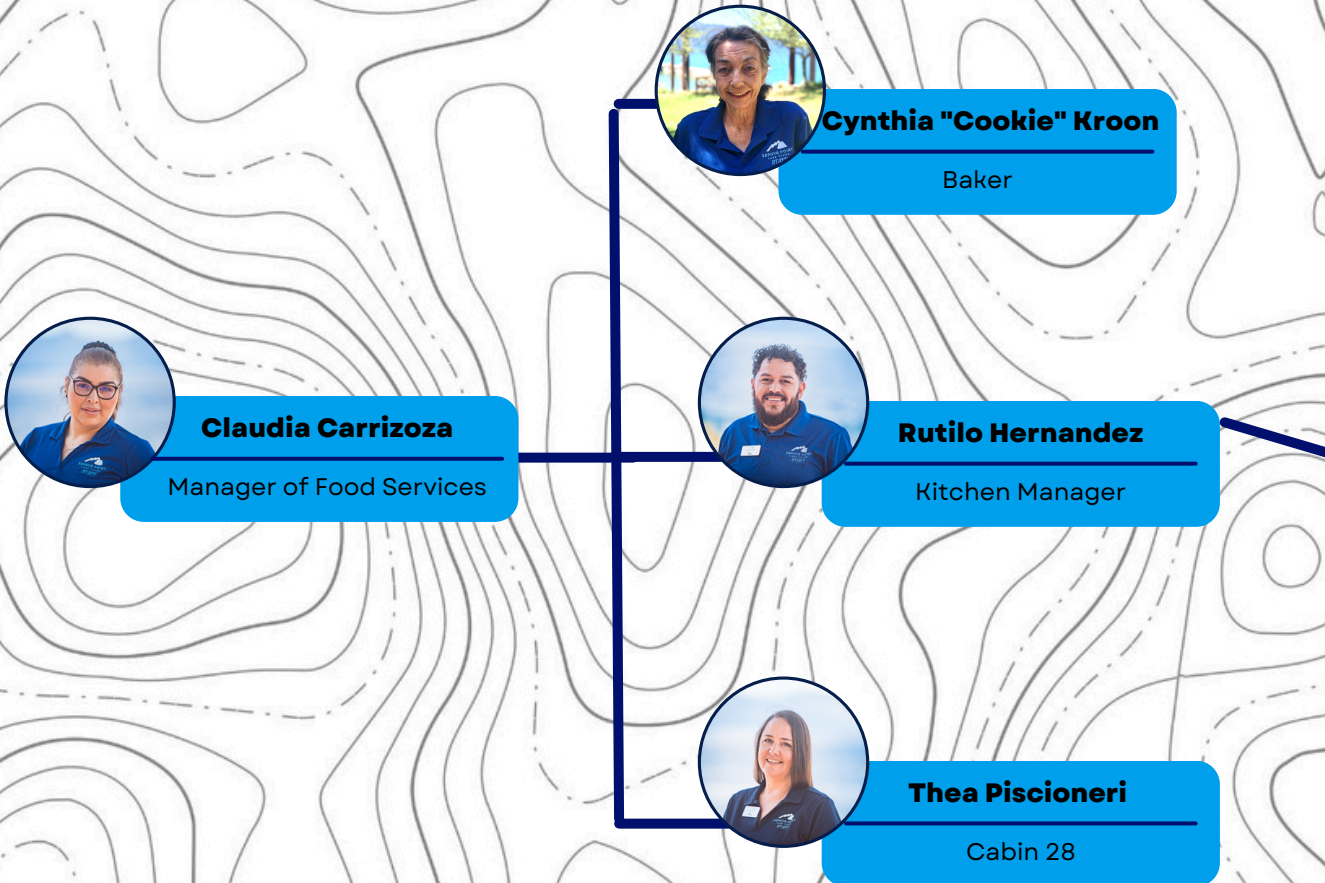 Cynthia "Cookie" Kroon
Baker
Claudia Carrizoza
Manager of Food Services
Rutilo Hernandez
Kitchen Manager
Thea Piscioneri
Cabin 28